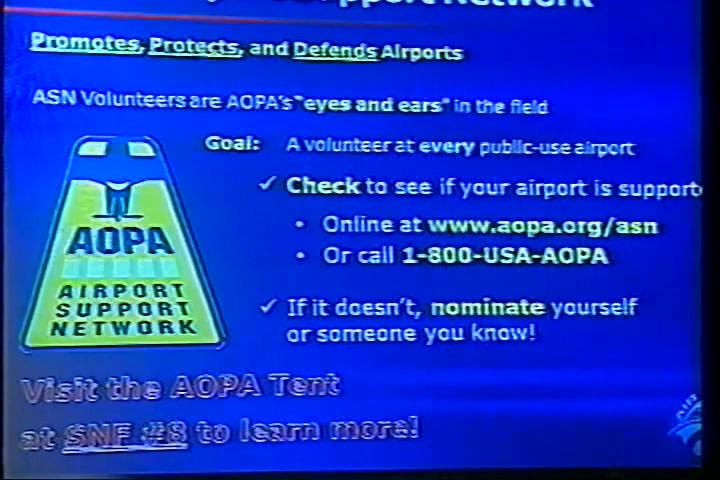 Support Network
Promotes, Protects, and Defends Airports
ASN Volunteers are AOPA's "eyes and ears" in the field
Goal: A volunteer at every public-use airport
✓ Check to see if your airport is support
• Online at www.aopa.org/asn
• Or call 1-800-USA-AOPA
✓ If it doesn't, nominate yourself
or someone you know!
AOPA
AIRPORT
SUPPORT
NETWORK
Visit the AOPA Tent
at SNF #8 to learn more!